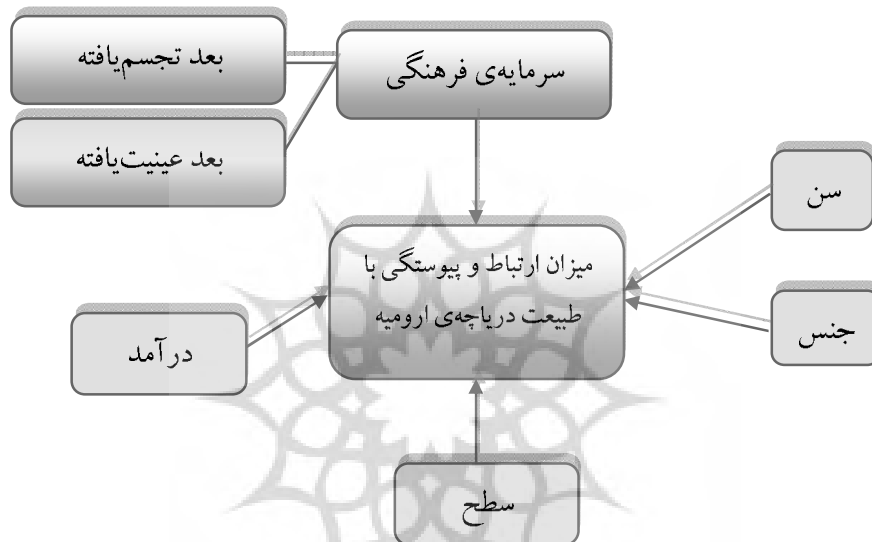 بعد تجسم‌یافته
سرمایه‌ی فرهنگی
بعد عینیت‌یافته
سن
میزان ارتباط و پیوستگی با
طبیعت دریاچه‌ی ارومیه
جنس
درآمد
سطح